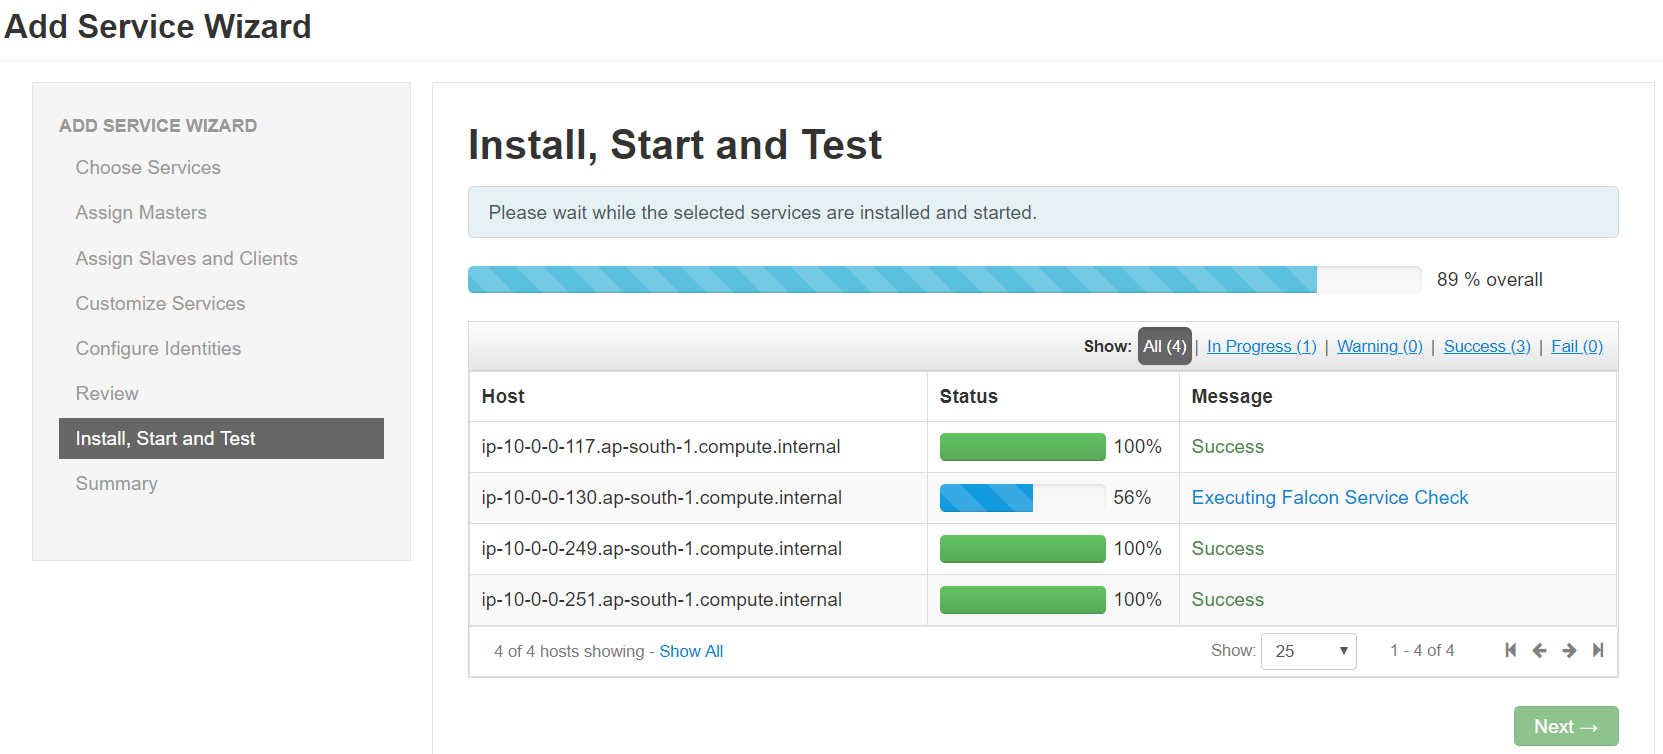 Add Service Wizard
ADD SERVICE WIZARD
Choose Services
Assign Masters
Assign Slaves and Clients
Customize Services
Configure Identities
Review
Install, Start and Test
Summary
Install, Start and Test
Please wait while the selected services are installed and started.
89 % overall
Show: All (4) | In Progress (1) | Warning (0) | Success (3) | Fail (0)
Host Status Message
ip-10-0-0-117.ap-south-1.compute.internal 100% Success
ip-10-0-0-130.ap-south-1.compute.internal 56% Executing Falcon Service Check
ip-10-0-0-249.ap-south-1.compute.internal 100% Success
ip-10-0-0-251.ap-south-1.compute.internal 100% Success
4 of 4 hosts showing - Show All Show: 25 1 - 4 of 4
Next →